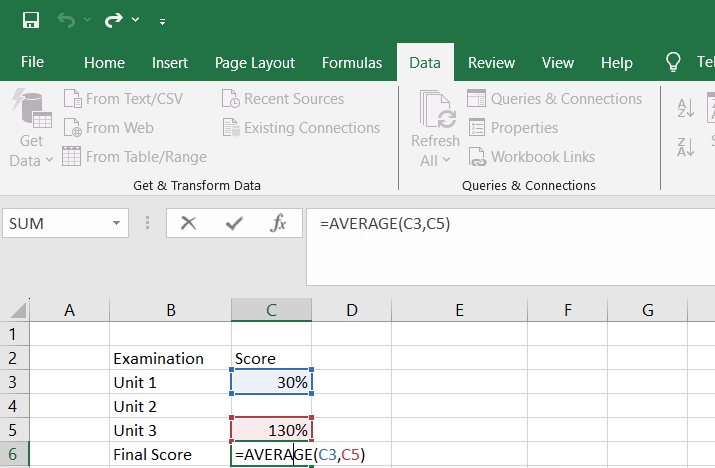 File Home Insert Page Layout Formulas Data Review View Help Tel
Get Data
From Text/CSV
From Web
From Table/Range
Recent Sources
Existing Connections
Get & Transform Data
Refresh All
Queries & Connections
Properties
Workbook Links
Queries & Connections
A Z
Z A
SUM fx =AVERAGE(C3,C5)
A B C D E F G
1
2 Examination Score
3 Unit 1 30%
4 Unit 2
5 Unit 3 130%
6 Final Score =AVERAGE(C3,C5)